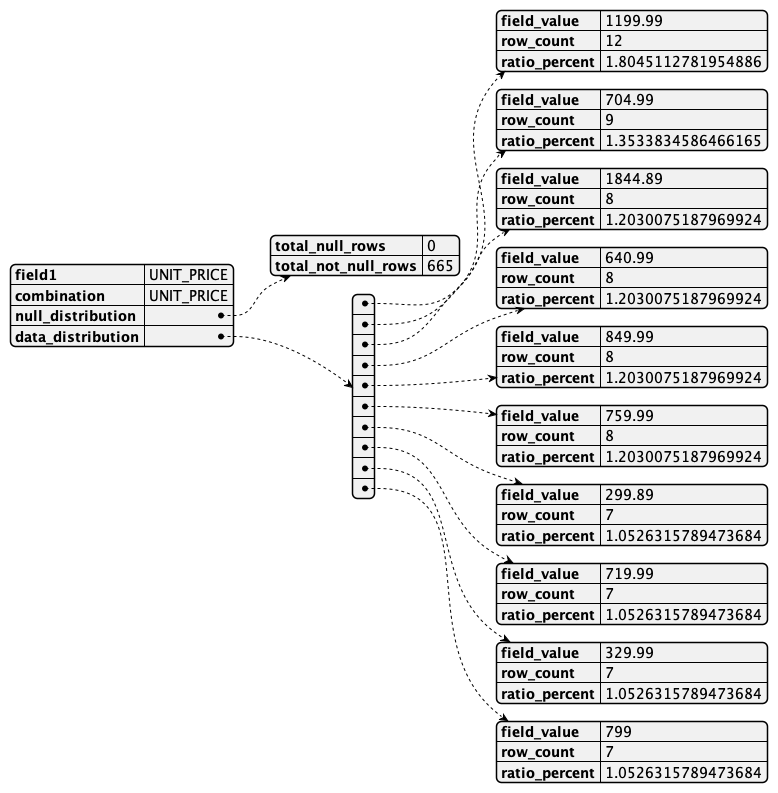 field1 UNIT_PRICE
combination UNIT_PRICE
null_distribution
data_distribution
total_null_rows 0
total_not_null_rows 665
field_value 1199.99
row_count 12
ratio_percent 1.8045112781954886
field_value 704.99
row_count 9
ratio_percent 1.3533834586466165
field_value 1844.89
row_count 8
ratio_percent 1.2030075187969924
field_value 640.99
row_count 8
ratio_percent 1.2030075187969924
field_value 849.99
row_count 8
ratio_percent 1.2030075187969924
field_value 759.99
row_count 8
ratio_percent 1.2030075187969924
field_value 299.89
row_count 7
ratio_percent 1.0526315789473684
field_value 719.99
row_count 7
ratio_percent 1.0526315789473684
field_value 329.99
row_count 7
ratio_percent 1.0526315789473684
field_value 799
row_count 7
ratio_percent 1.0526315789473684